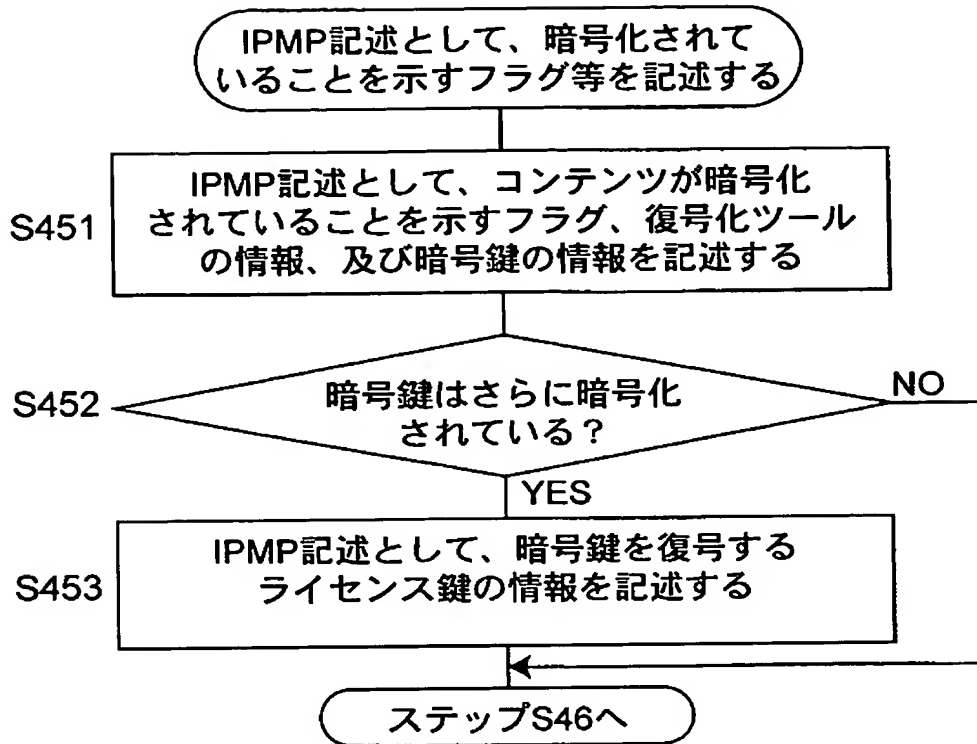 IPMP記述として、暗号化されて
いることを示すフラグ等を記述する
IPMP記述として、コンテンツが暗号化
S451
されていることを示すフラグ、復号化ツール
の情報、及び暗号鍵の情報を記述する
S452
暗号鍵はさらに暗号化
されている？
NO
YES
IPMP記述として、暗号鍵を復号する
S453
ライセンス鍵の情報を記述する
ステップS46へ